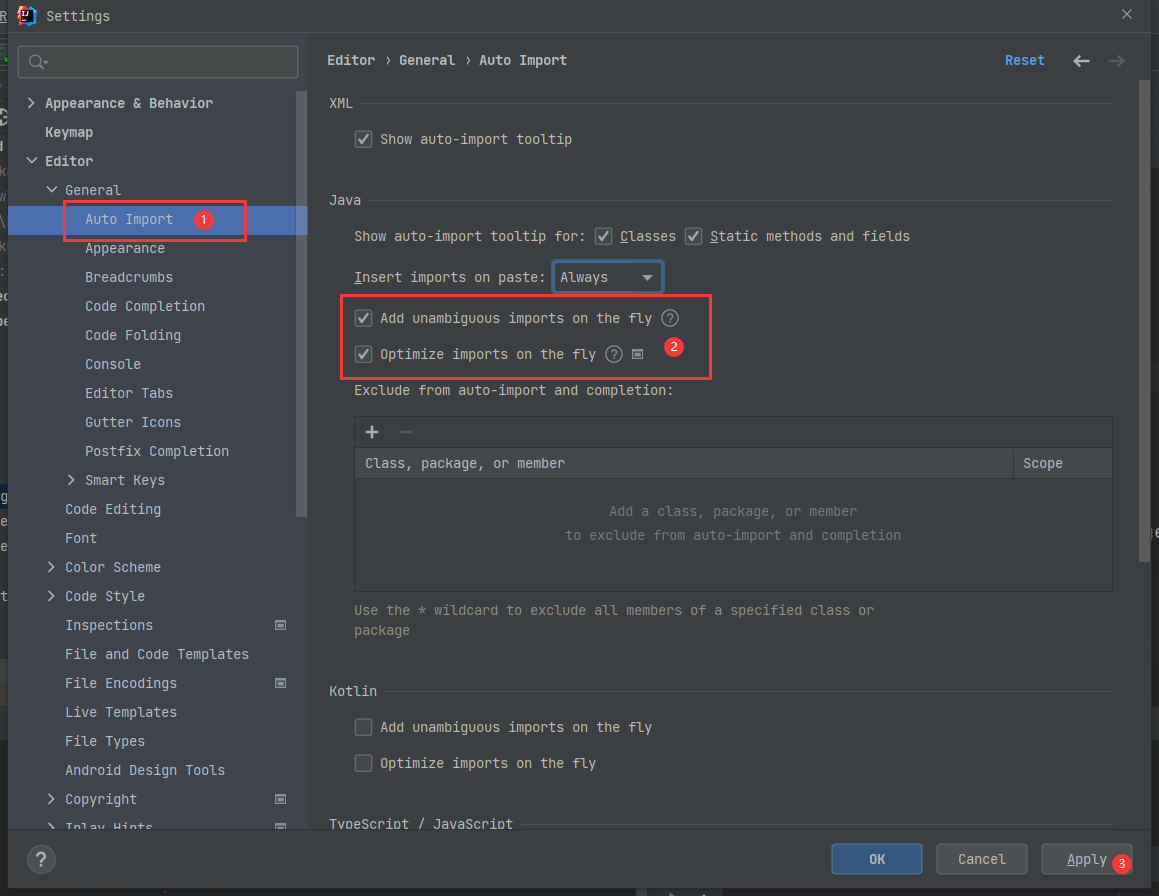 Settings
Editor › General › Auto Import
Reset
Appearance & Behavior
Keymap
Editor
General
Auto Import 1
Appearance
Breadcrumbs
Code Completion
Code Folding
Console
Editor Tabs
Gutter Icons
Postfix Completion
Smart Keys
Code Editing
Font
Color Scheme
Code Style
Inspections
File and Code Templates
File Encodings
Live Templates
File Types
Android Design Tools
Copyright
Inlay Hints
XML
Show auto-import tooltip
Java
Show auto-import tooltip for: Classes Static methods and fields
Insert imports on paste: Always
Add unambiguous imports on the fly ?
Optimize imports on the fly ? 2
Exclude from auto-import and completion:
+ −
Class, package, or member Scope
Add a class, package, or member
to exclude from auto-import and completion
Use the * wildcard to exclude all members of a specified class or
package
Kotlin
Add unambiguous imports on the fly
Optimize imports on the fly
TypeScript / JavaScript
?
OK Cancel Apply 3